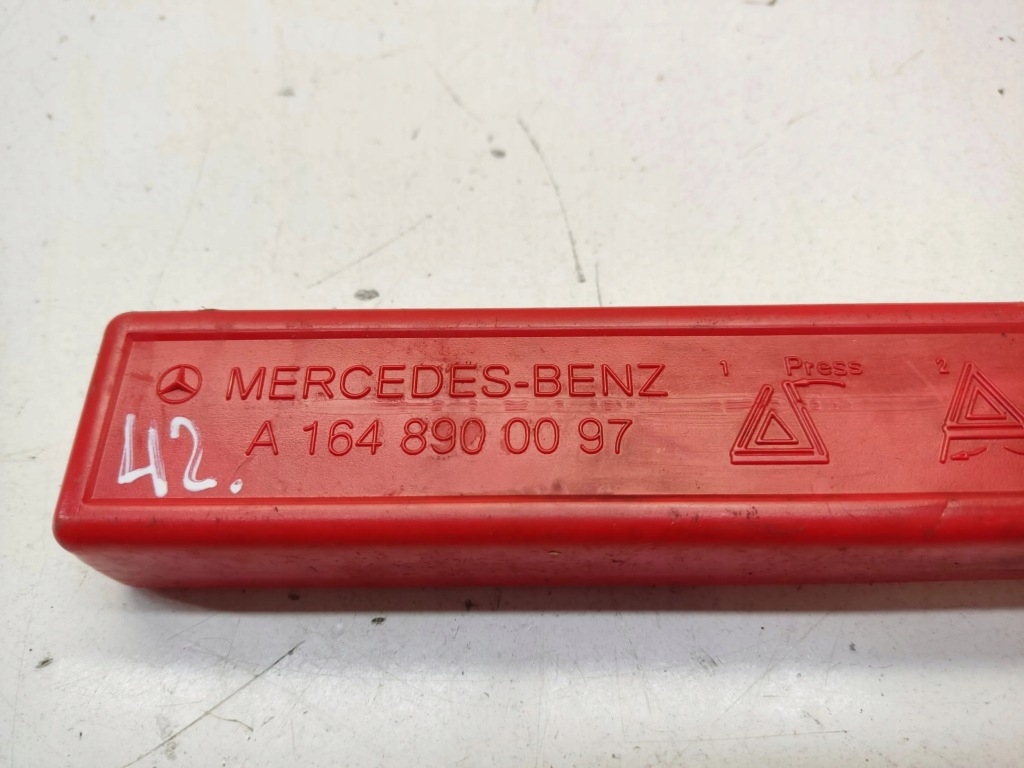 MERCEDES-BENZ
A 164 890 00 97
42.
1 Press 2